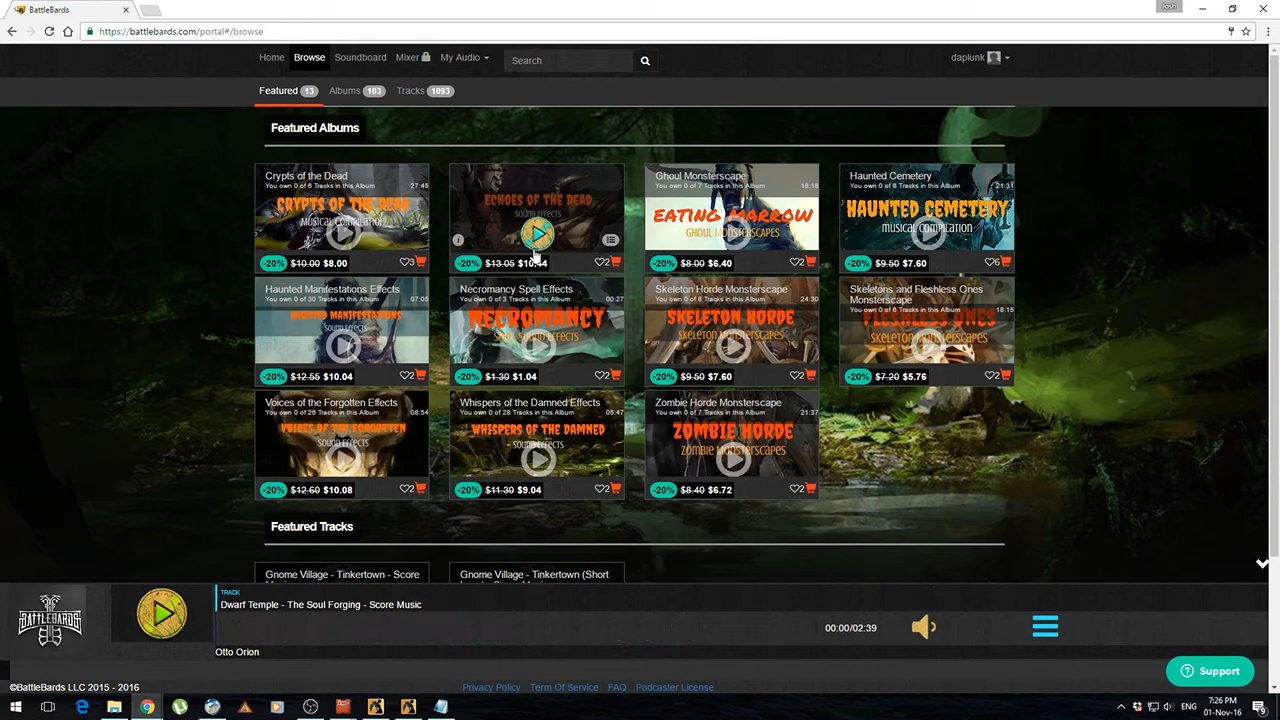 BattleBards
Josh
https://battlebards.com/portal#/browse
Home Browse Soundboard Mixer My Audio Search daplunk
Featured 13 Albums 103 Tracks 1093
Featured Albums
Crypts of the Dead
You own 0 of 6 Tracks in this Album 27:45
CRYPTS OF THE DEAD
MUSICAL COMPILATION
-20% $10.00 $8.00 3
ECHOES OF THE DEAD
SOUND EFFECTS
-20% $13.05 $10.44 2
Ghoul Monsterscape
You own 0 of 7 Tracks in this Album 18:18
EATING MARROW
GHOUL MONSTERSCAPES
-20% $8.00 $6.40 2
Haunted Cemetery
You own 0 of 6 Tracks in this Album 21:31
HAUNTED CEMETERY
MUSICAL COMPILATION
-20% $9.50 $7.60 6
Haunted Manifestations Effects
You own 0 of 30 Tracks in this Album 07:05
HAUNTED MANIFESTATIONS
SOUND EFFECTS
-20% $12.55 $10.04 2
Necromancy Spell Effects
You own 0 of 3 Tracks in this Album 00:27
NECROMANCY
SPELL SOUND EFFECTS
-20% $1.30 $1.04 2
Skeleton Horde Monsterscape
You own 0 of 8 Tracks in this Album 24:30
SKELETON HORDE
SKELETON MONSTERSCAPES
-20% $9.50 $7.60 2
Skeletons and Fleshless Ones
Monsterscape
You own 0 of 6 Tracks in this Album 18:15
FLESHLESS ONES
SKELETON MONSTERSCAPES
-20% $7.20 $5.76 2
Voices of the Forgotten Effects
You own 0 of 26 Tracks in this Album 08:54
VOICES OF THE FORGOTTEN
SOUND EFFECTS
-20% $12.60 $10.08 2
Whispers of the Damned Effects
You own 0 of 28 Tracks in this Album 05:47
WHISPERS OF THE DAMNED
SOUND EFFECTS
-20% $11.30 $9.04 2
Zombie Horde Monsterscape
You own 0 of 7 Tracks in this Album 21:37
ZOMBIE HORDE
ZOMBIE MONSTERSCAPES
-20% $8.40 $6.72 2
Featured Tracks
Gnome Village - Tinkertown - Score
Gnome Village - Tinkertown (Short
BATTLEBARDS
TRACK
Dwarf Temple - The Soul Forging - Score Music
00:00/02:39
Otto Orion
Support
©BattleBards LLC 2015 - 2016 Privacy Policy Term Of Service FAQ Podcaster License
ENG 7:26 PM
01-Nov-16